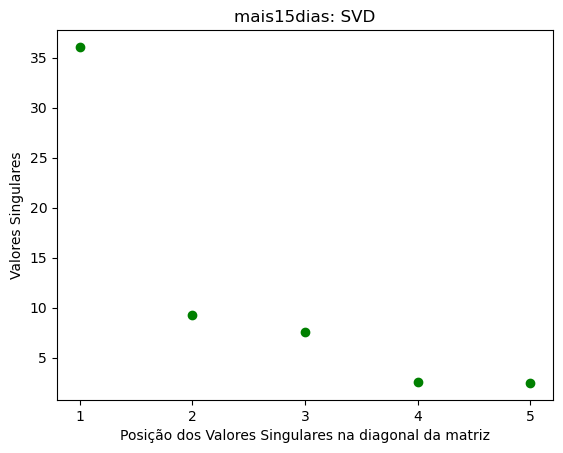 mais15dias: SVD
Valores Singulares
35
30
25
20
15
10
5
1 2 3 4 5
Posição dos Valores Singulares na diagonal da matriz